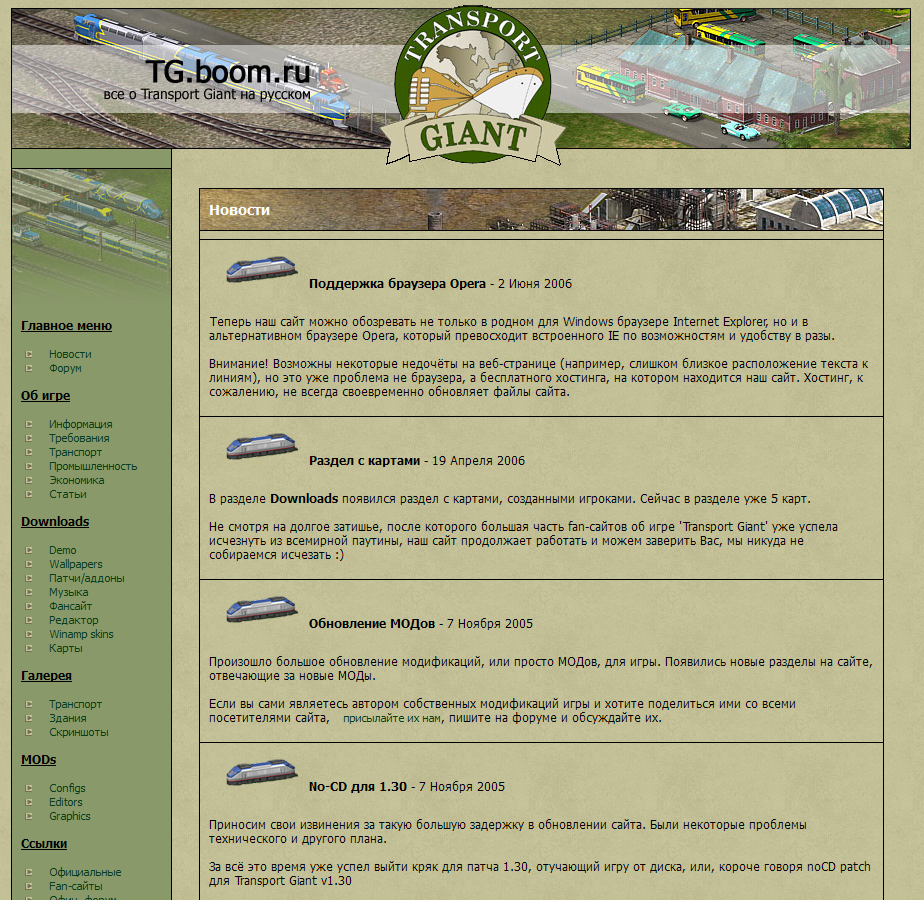 TG.boom.ru
все о Transport Giant на русском
TRANSPORT
GIANT
Главное меню
Новости
Форум
Об игре
Информация
Требования
Транспорт
Промышленность
Экономика
Статьи
Downloads
Demo
Wallpapers
Патчи/аддоны
Музыка
Фансайт
Редактор
Winamp skins
Карты
Галерея
Транспорт
Здания
Скриншоты
MODs
Configs
Editors
Graphics
Ссылки
Официальные
Fan-сайты
Офиц. форум
Новости
Поддержка браузера Opera - 2 Июня 2006
Теперь наш сайт можно обозревать не только в родном для Windows браузере Internet Explorer, но и в
альтернативном браузере Opera, который превосходит встроенного IE по возможностям и удобству в разы.
Внимание! Возможны некоторые недочёты на веб-странице (например, слишком близкое расположение текста к
линиям), но это уже проблема не браузера, а бесплатного хостинга, на котором находится наш сайт. Хостинг, к
сожалению, не всегда своевременно обновляет файлы сайта.
Раздел с картами - 19 Апреля 2006
В разделе Downloads появился раздел с картами, созданными игроками. Сейчас в разделе уже 5 карт.
Не смотря на долгое затишье, после которого большая часть fan-сайтов об игре 'Transport Giant' уже успела
исчезнуть из всемирной паутины, наш сайт продолжает работать и можем заверить Вас, мы никуда не
собираемся исчезать :)
Обновление МОДов - 7 Ноября 2005
Произошло большое обновление модификаций, или просто МОДов, для игры. Появились новые разделы на сайте,
отвечающие за новые МОДы.
Если вы сами являетесь автором собственных модификаций игры и хотите поделиться ими со всеми
посетителями сайта, присылайте их нам, пишите на форуме и обсуждайте их.
No-CD для 1.30 - 7 Ноября 2005
Приносим свои извинения за такую большую задержку в обновлении сайта. Были некоторые проблемы
технического и другого плана.
За всё это время уже успел выйти кряк для патча 1.30, отучающий игру от диска, или, короче говоря noCD patch
для Transport Giant v1.30